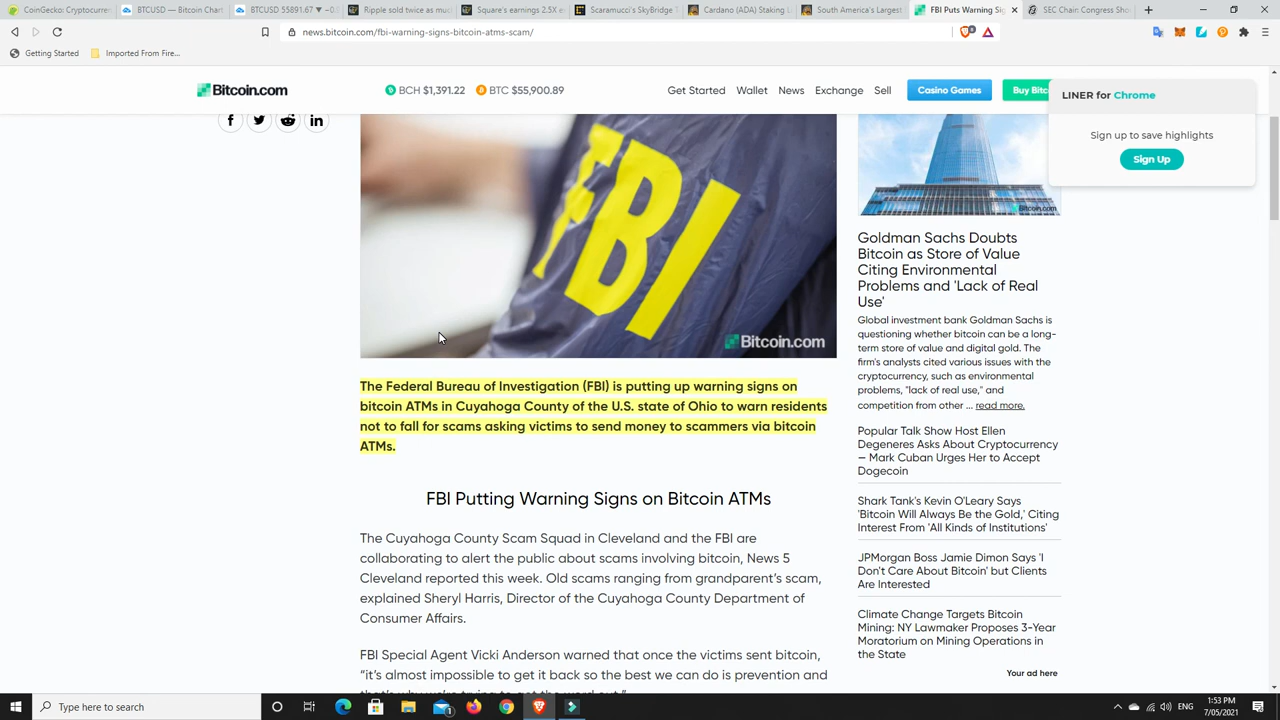 CoinGecko: Cryptocurren
BTCUSD — Bitcoin Chart
BTCUSD 55891.67 ▼ −0.
Ripple sold twice as muc
Square's earnings 2.5X e
Scaramucci's SkyBridge T
Cardano (ADA) Staking L
South America's Largest
FBI Puts Warning Sig
SEC Chair: Congress Sho
news.bitcoin.com/fbi-warning-signs-bitcoin-atms-scam/
Getting Started
Imported From Fire...
Bitcoin.com
BCH $1,391.22
BTC $55,900.89
Get Started
Wallet
News
Exchange
Sell
Casino Games
Buy Bitc
LINER for Chrome
Sign up to save highlights
Sign Up
FBI
Bitcoin.com
The Federal Bureau of Investigation (FBI) is putting up warning signs on
bitcoin ATMs in Cuyahoga County of the U.S. state of Ohio to warn residents
not to fall for scams asking victims to send money to scammers via bitcoin
ATMs.
FBI Putting Warning Signs on Bitcoin ATMs
The Cuyahoga County Scam Squad in Cleveland and the FBI are
collaborating to alert the public about scams involving bitcoin, News 5
Cleveland reported this week. Old scams ranging from grandparent's scam,
explained Sheryl Harris, Director of the Cuyahoga County Department of
Consumer Affairs.
FBI Special Agent Vicki Anderson warned that once the victims sent bitcoin,
"it's almost impossible to get it back so the best we can do is prevention and
that's why we're trying to get the word out."
Bitcoin.com
Goldman Sachs Doubts
Bitcoin as Store of Value
Citing Environmental
Problems and 'Lack of Real
Use'
Global investment bank Goldman Sachs is
questioning whether bitcoin can be a long-
term store of value and digital gold. The
firm's analysts cited various issues with the
cryptocurrency, such as environmental
problems, "lack of real use," and
competition from other ... read more.
Popular Talk Show Host Ellen
Degeneres Asks About Cryptocurrency
— Mark Cuban Urges Her to Accept
Dogecoin
Shark Tank's Kevin O'Leary Says
'Bitcoin Will Always Be the Gold,' Citing
Interest From 'All Kinds of Institutions'
JPMorgan Boss Jamie Dimon Says 'I
Don't Care About Bitcoin' but Clients
Are Interested
Climate Change Targets Bitcoin
Mining: NY Lawmaker Proposes 3-Year
Moratorium on Mining Operations in
the State
Your ad here
Type here to search
ENG
1:53 PM
7/05/2021